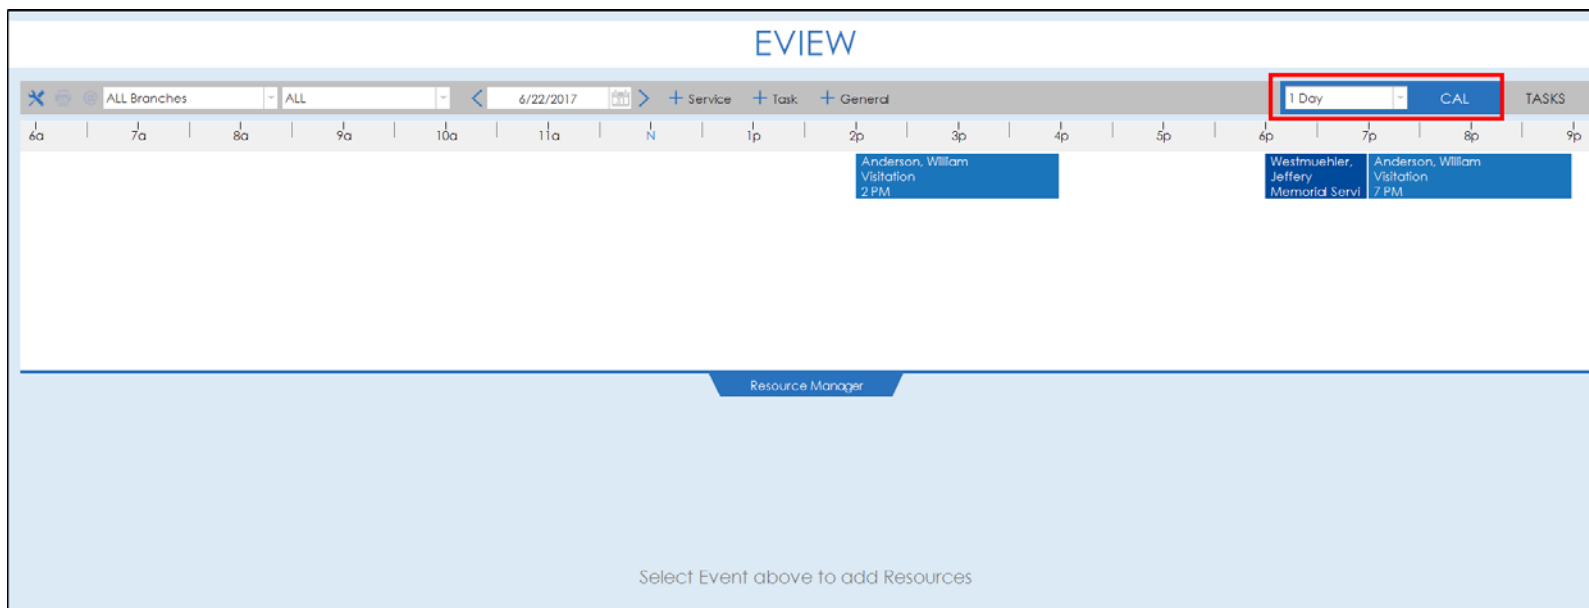 EVIEW
ALL Branches ALL 6/22/2017 + Service + Task + General 1 Day CAL TASKS
6a 7a 8a 9a 10a 11a N 1p 2p 3p 4p 5p 6p 7p 8p 9p
Anderson, William
Visitation
2 PM
Westmuehler,
Jeffery
Memorial Servi
Anderson, William
Visitation
7 PM
Resource Manager
Select Event above to add Resources